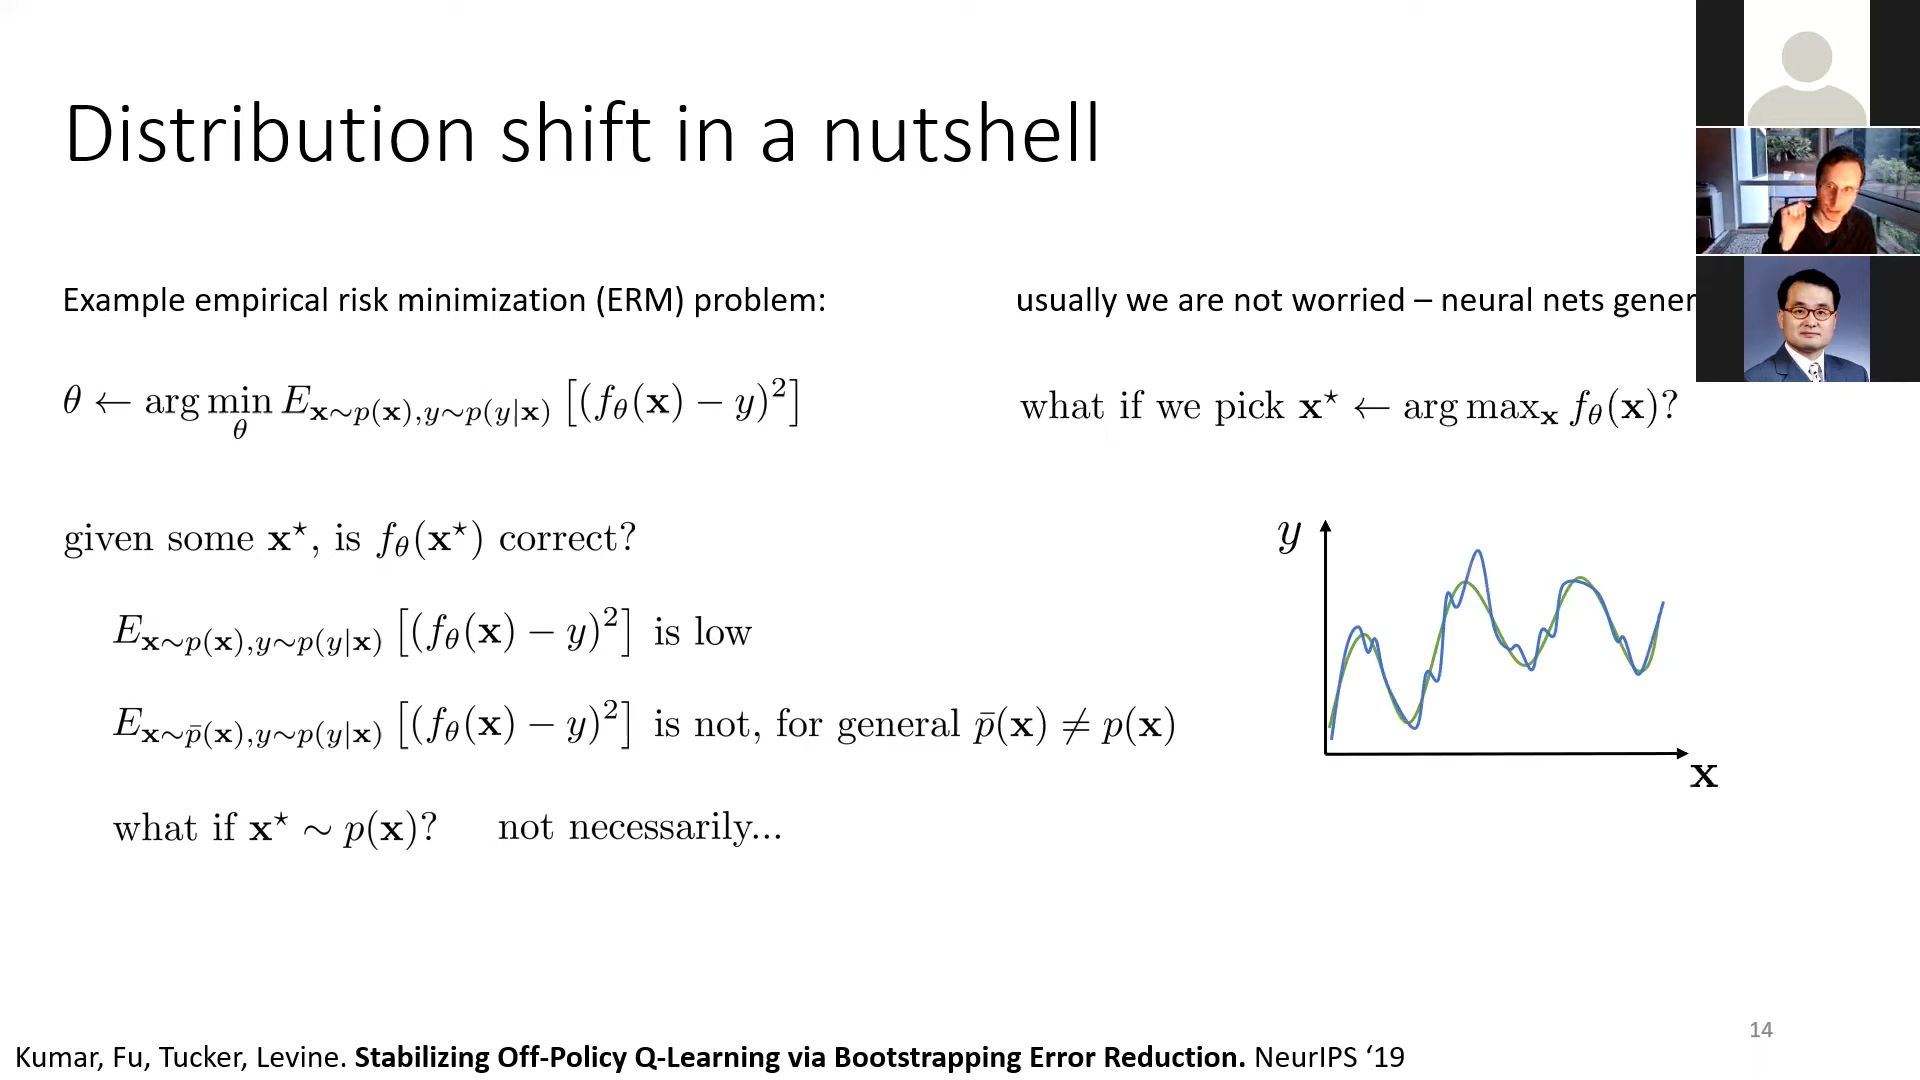 Distribution shift in a nutshell
Example empirical risk minimization (ERM) problem:
θ ← arg min_θ E_{𝐱∼p(𝐱),y∼p(y|𝐱)} [(f_θ(𝐱) − y)²]
given some 𝐱⋆, is f_θ(𝐱⋆) correct?
E_{𝐱∼p(𝐱),y∼p(y|𝐱)} [(f_θ(𝐱) − y)²] is low
E_{𝐱∼p̄(𝐱),y∼p(y|𝐱)} [(f_θ(𝐱) − y)²] is not, for general p̄(𝐱) ≠ p(𝐱)
what if 𝐱⋆ ∼ p(𝐱)? not necessarily...
usually we are not worried – neural nets gener
what if we pick 𝐱⋆ ← arg max_𝐱 f_θ(𝐱)?
y
𝐱
14
Kumar, Fu, Tucker, Levine. Stabilizing Off-Policy Q-Learning via Bootstrapping Error Reduction. NeurIPS ‘19